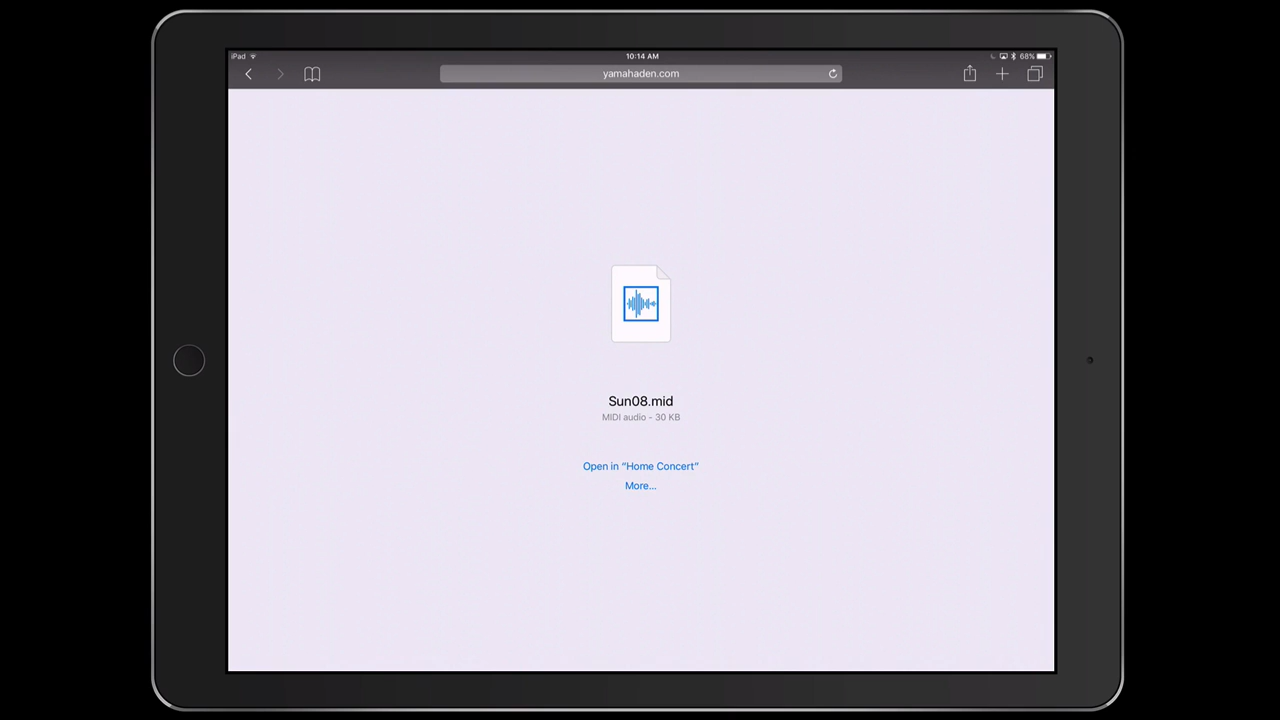 iPad
10:14 AM
68%
yamahaden.com
Sun08.mid
MIDI audio - 30 KB
Open in “Home Concert”
More...